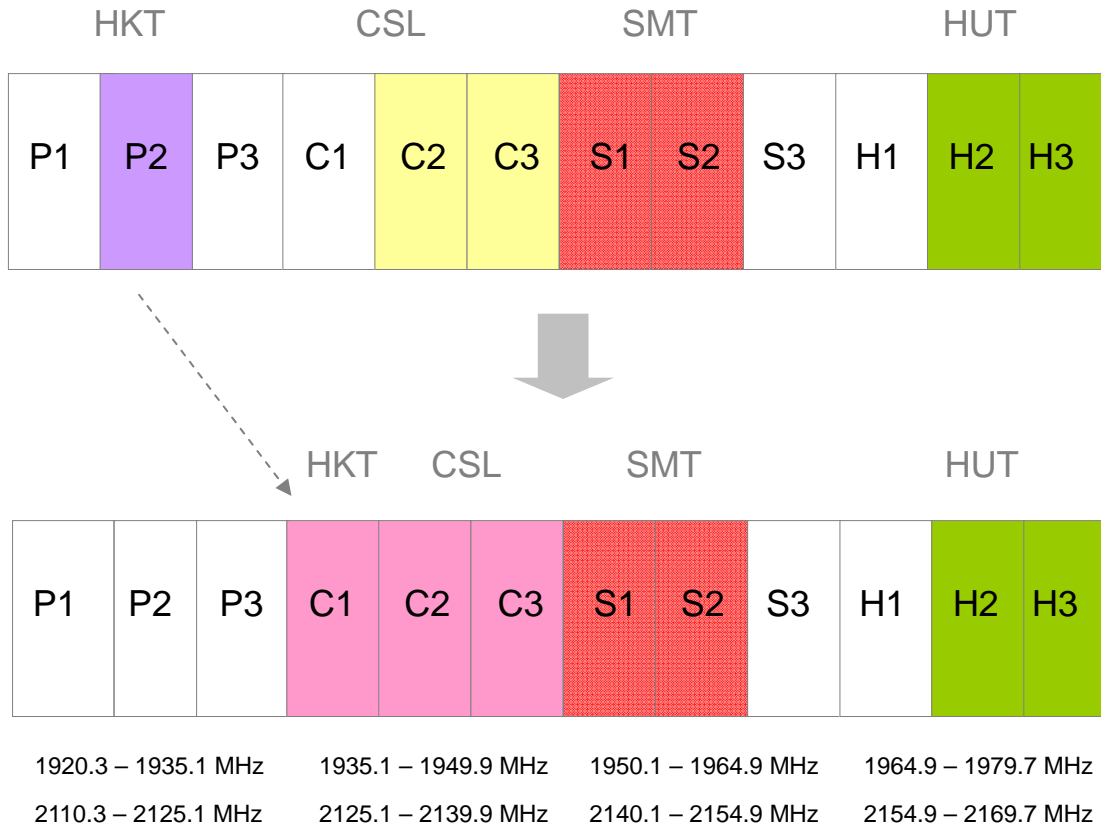 HKT CSL SMT HUT
P1 P2 P3 C1 C2 C3 S1 S2 S3 H1 H2 H3
HKT CSL SMT HUT
P1 P2 P3 C1 C2 C3 S1 S2 S3 H1 H2 H3
1920.3 – 1935.1 MHz 1935.1 – 1949.9 MHz 1950.1 – 1964.9 MHz 1964.9 – 1979.7 MHz
2110.3 – 2125.1 MHz 2125.1 – 2139.9 MHz 2140.1 – 2154.9 MHz 2154.9 – 2169.7 MHz